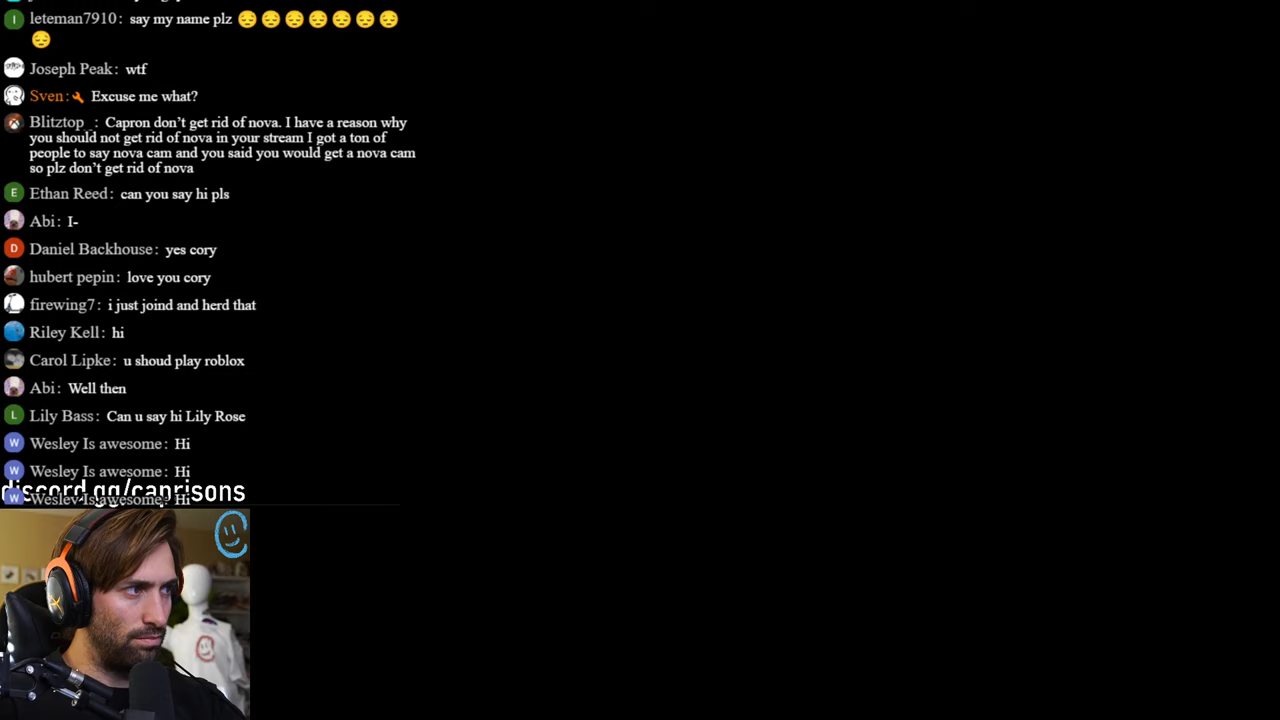 leteman7910: say my name plz 😔😔😔😔😔😔😔
😔
Joseph Peak: wtf
Sven: Excuse me what?
Blitztop : Capron don't get rid of nova. I have a reason why
you should not get rid of nova in your stream I got a ton of
people to say nova cam and you said you would get a nova cam
so plz don't get rid of nova
E Ethan Reed: can you say hi pls
Abi: I-
D Daniel Backhouse: yes cory
hubert pepin: love you cory
firewing7: i just joind and herd that
Riley Kell: hi
Carol Lipke: u shoud play roblox
Abi: Well then
L Lily Bass: Can u say hi Lily Rose
W Wesley Is awesome: Hi
W Wesley Is awesome: Hi
discord.gg/caprisons
W Wesley Is awesome: Hi